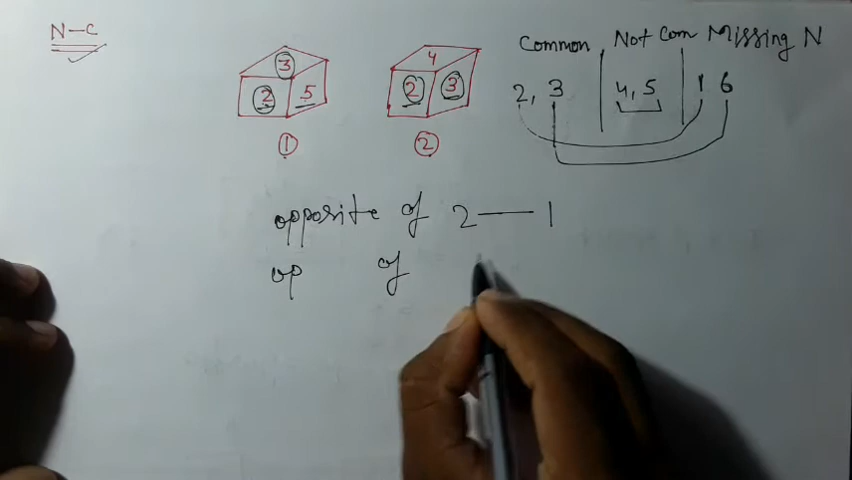 N-C
3
2 5
①
4
2 3
②
Common Not Com Missing N
2, 3 4, 5 1 6
opposite of 2 — 1
op of